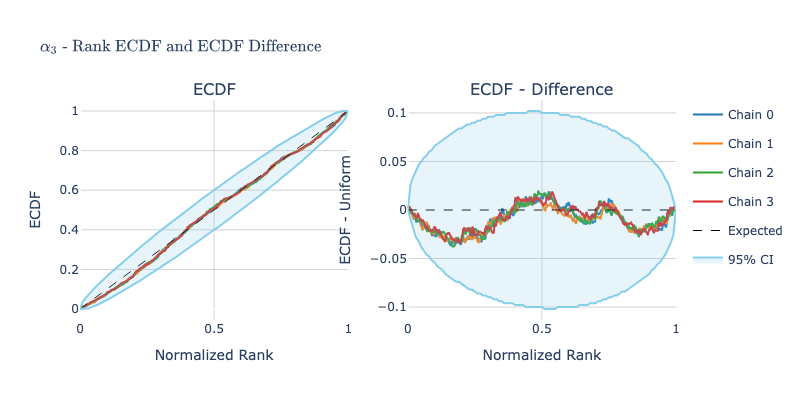 α₃ - Rank ECDF and ECDF Difference
ECDF
ECDF - Difference
ECDF
1
0.8
0.6
0.4
0.2
0
0
0.5
1
Normalized Rank
ECDF - Uniform
0.1
0.05
0
−0.05
−0.1
0
0.5
1
Normalized Rank
Chain 0
Chain 1
Chain 2
Chain 3
Expected
95% CI